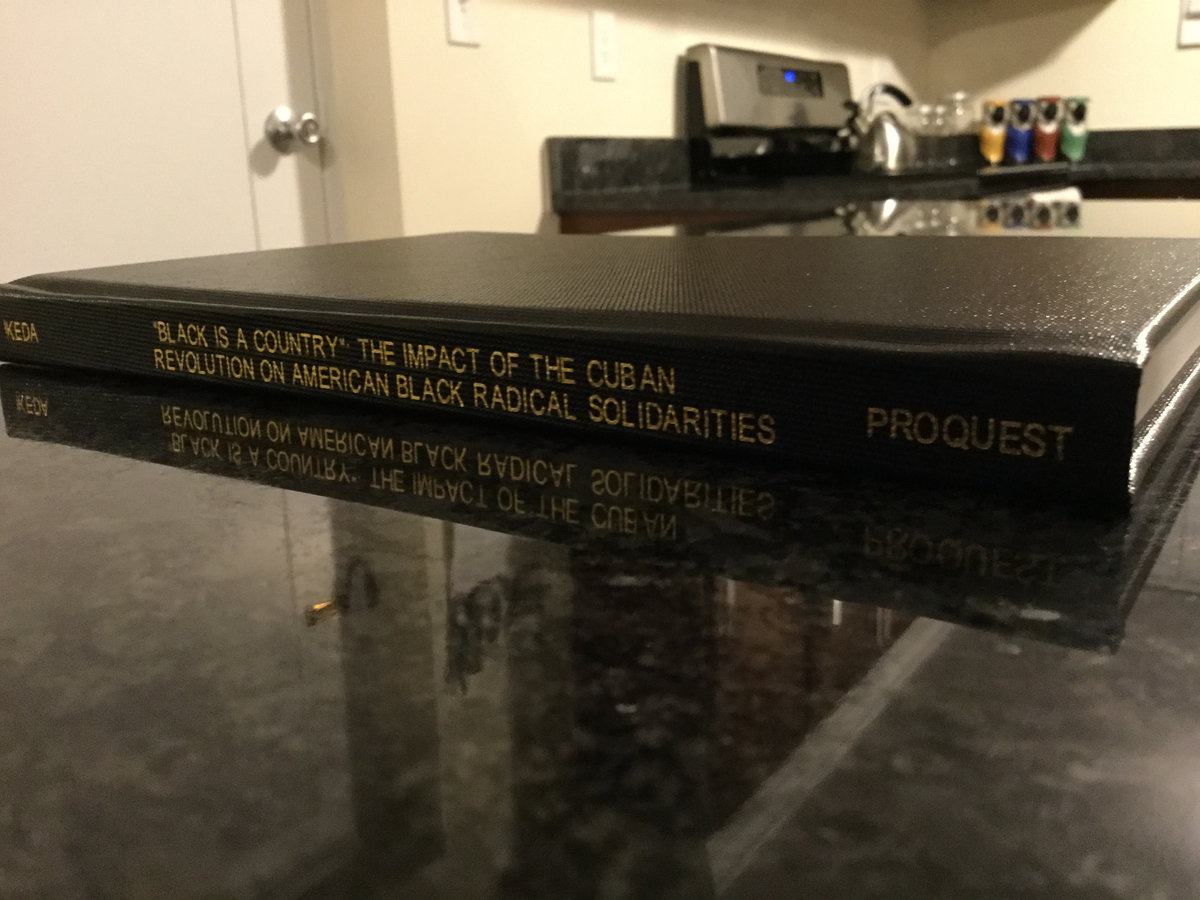 IKEDA
"BLACK IS A COUNTRY": THE IMPACT OF THE CUBAN
REVOLUTION ON AMERICAN BLACK RADICAL SOLIDARITIES
PROQUEST